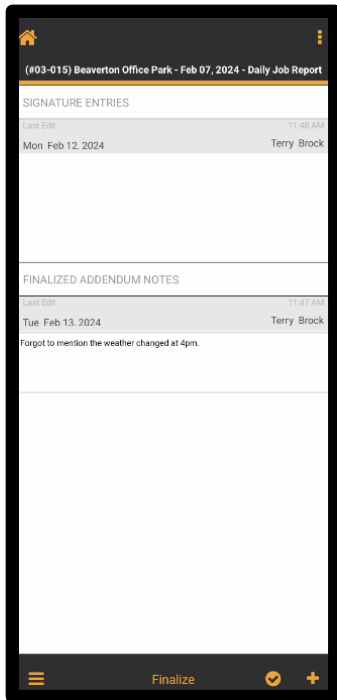 (#03-015) Beaverton Office Park - Feb 07, 2024 - Daily Job Report
SIGNATURE ENTRIES
Last Edit 11:48 AM
Mon Feb 12. 2024 Terry Brock
FINALIZED ADDENDUM NOTES
Last Edit 11:47 AM
Tue Feb 13. 2024 Terry Brock
Forgot to mention the weather changed at 4pm.
Finalize